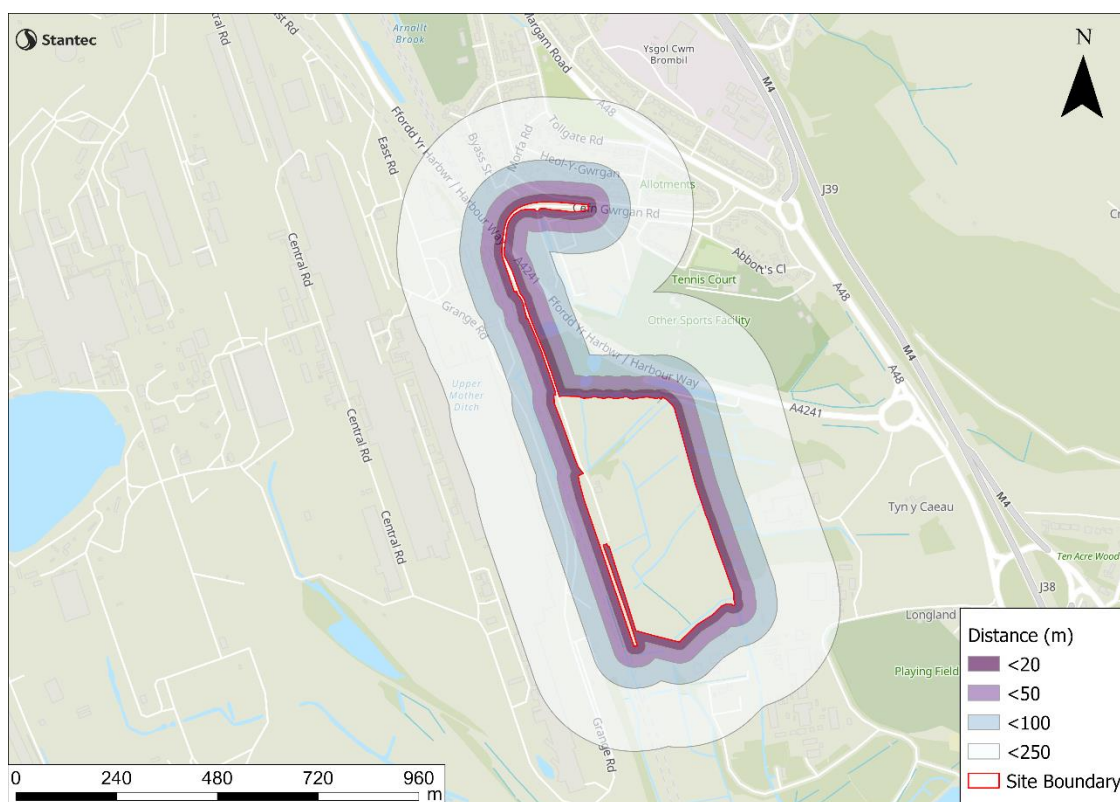 Stantec
Central Rd
East Rd
Arnallt
Brook
Margam Road
Ysgol Cwm
Brombil
M4
N
A48
Ffordd Yr Harbwr / Harbour Way
Byass St
Morfa Rd
Tollgate Rd
East Rd
Heol-Y-Gwrgan
J39
Allotments
Cefn Gwrgan Rd
Central Rd
A4241
Abbot's Cl
Tennis Court
A48
Grange Rd
Ffordd Yr Harbwr / Harbour Way
Other Sports Facility
M4
Upper
Mother
Ditch
A48
Central Rd
A4241
Tyn y Caeau
M4
Central Rd
Ten Acre Wood
J38
Longland
Playing Field
Grange Rd
Distance (m)
<20
<50
<100
<250
Site Boundary
0 240 480 720 960
m